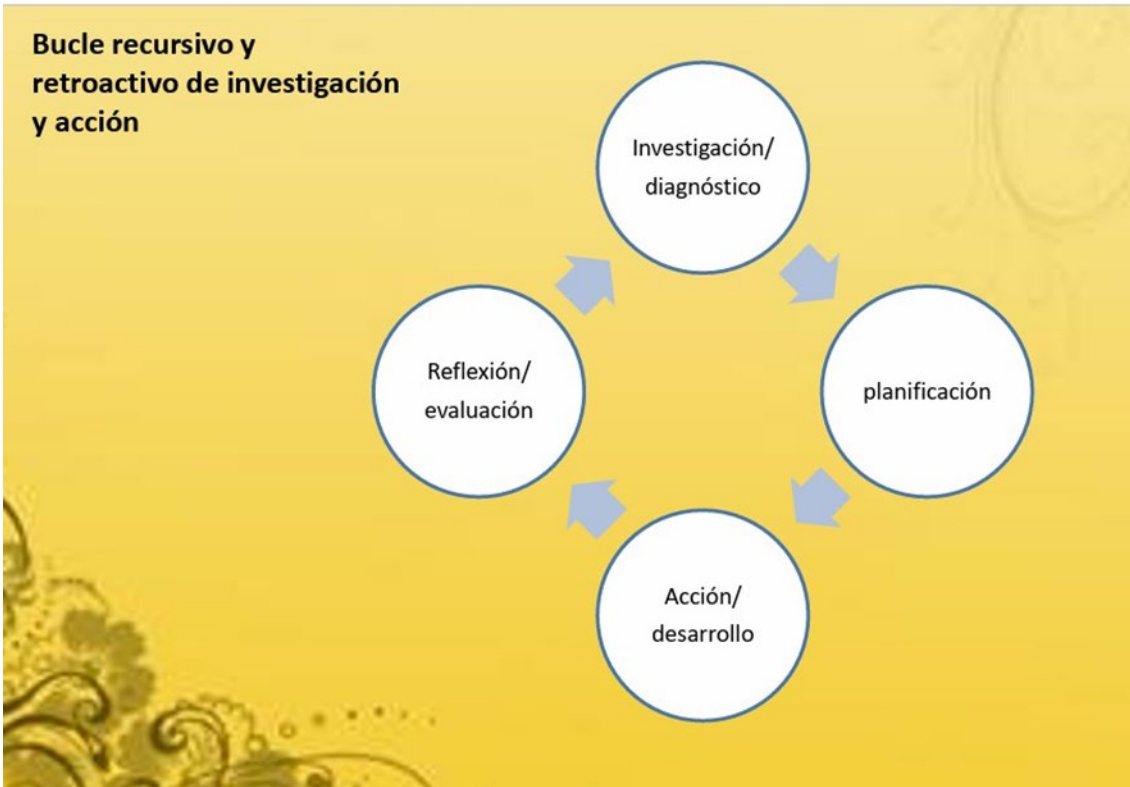 Bucle recursivo y
retroactivo de investigación
y acción
Investigación/
diagnóstico
planificación
Acción/
desarrollo
Reflexión/
evaluación